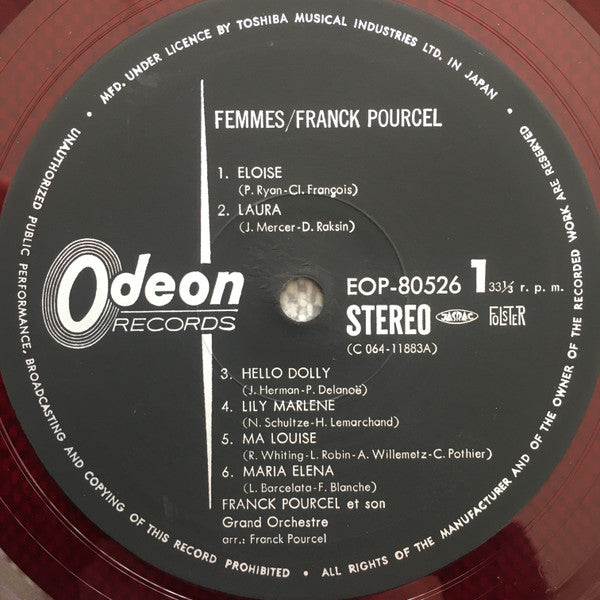 • MFD. UNDER LICENCE BY TOSHIBA MUSICAL INDUSTRIES LTD. IN JAPAN •
FEMMES/FRANCK POURCEL
1. ELOISE
(P. Ryan-Cl. François)
2. LAURA
(J. Mercer-D. Raksin)
Odeon
RECORDS
EOP-80526 1 33⅓ r. p. m.
STEREO JASRAC FOLSTER
(C 064-11883A)
3. HELLO DOLLY
(J. Herman-P. Delanoë)
4. LILY MARLENE
(N. Schultze-H. Lemarchand)
5. MA LOUISE
(R. Whiting-L. Robin-A. Willemetz-C. Pothier)
6. MARIA ELENA
(L. Barcelata-F. Blanche)
FRANCK POURCEL et son
Grand Orchestre
arr.: Franck Pourcel
UNAUTHORIZED PUBLIC PERFORMANCE, BROADCASTING AND COPYING OF THIS RECORD PROHIBITED • ALL RIGHTS OF THE MANUFACTURER AND OF THE OWNER OF THE RECORDED WORK ARE RESERVED